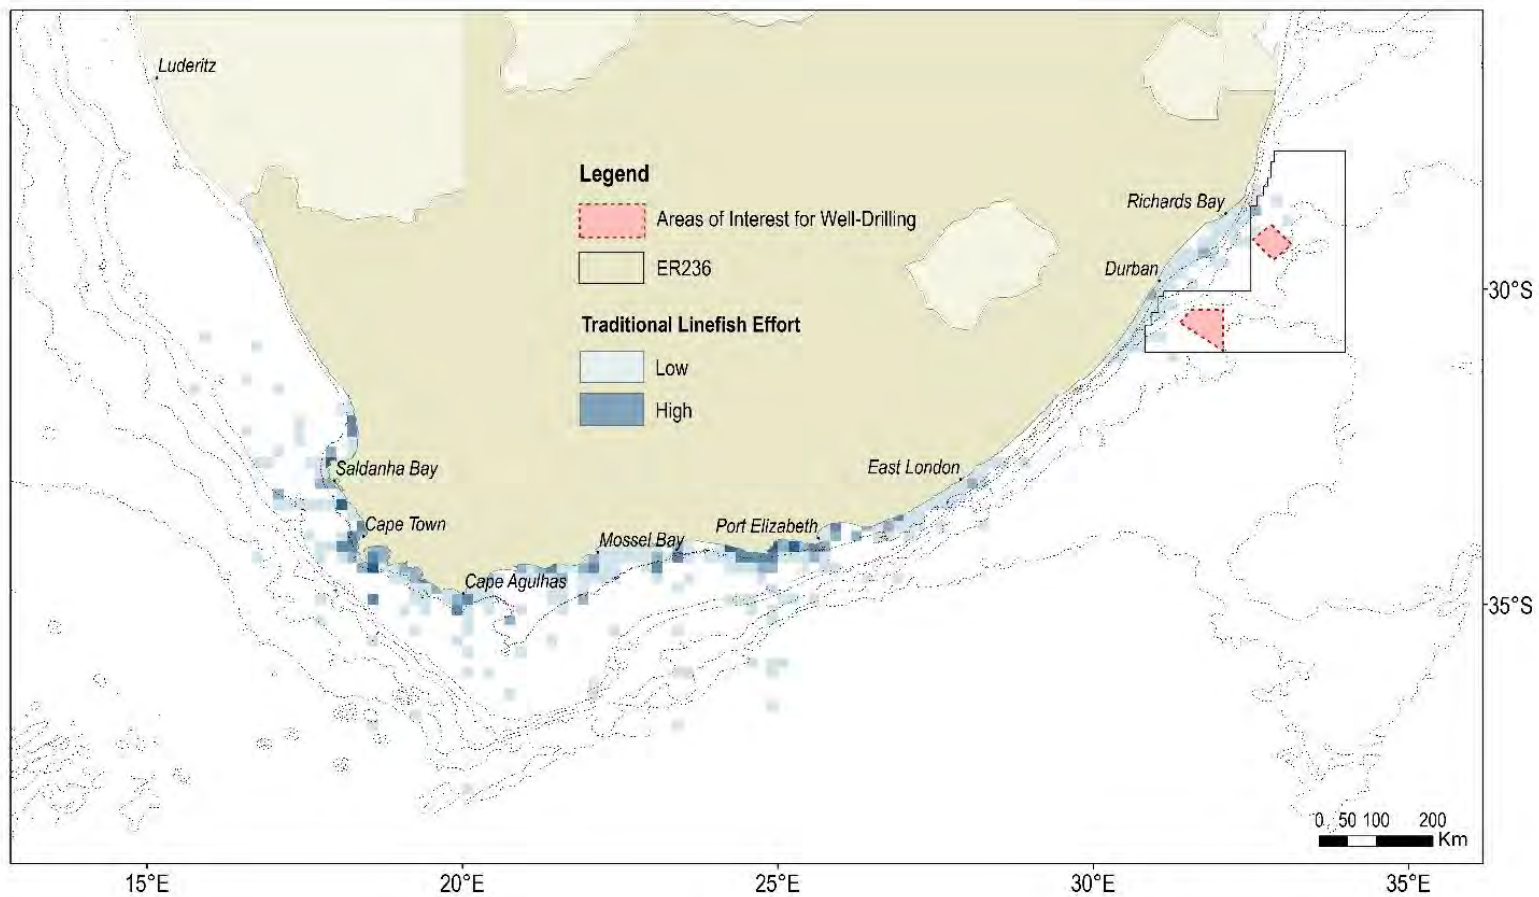 Luderitz
Legend
Areas of Interest for Well-Drilling
ER236
Traditional Linefish Effort
Low
High
Richards Bay
Durban
30°S
East London
Saldanha Bay
Cape Town
Port Elizabeth
Mossel Bay
Cape Agulhas
35°S
0 50 100 200
Km
15°E 20°E 25°E 30°E 35°E